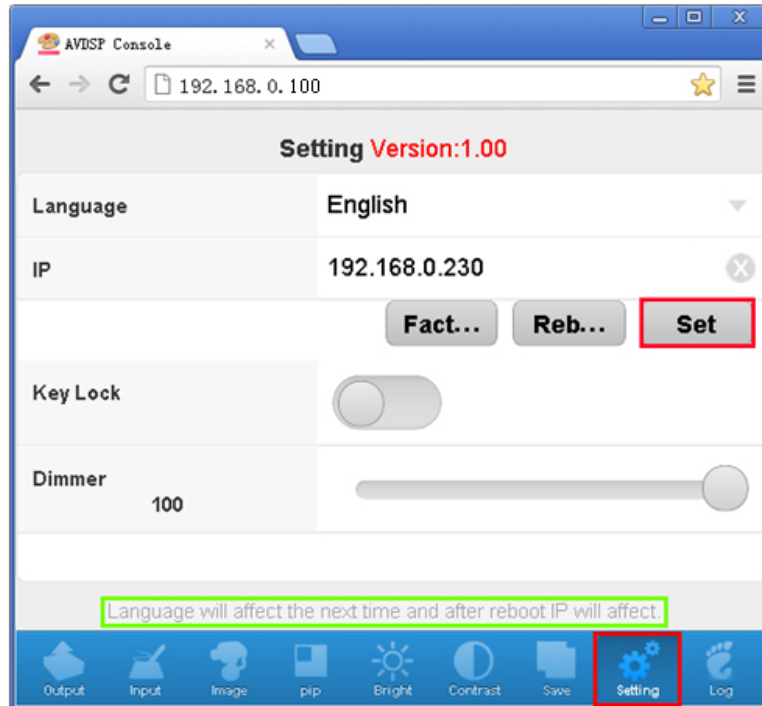 AVDSP Console
192.168.0.100
Setting Version:1.00
Language English
IP 192.168.0.230
Fact... Reb... Set
Key Lock
Dimmer
100
Language will affect the next time and after reboot IP will affect.
Output Input Image pip Bright Contrast Save Setting Log